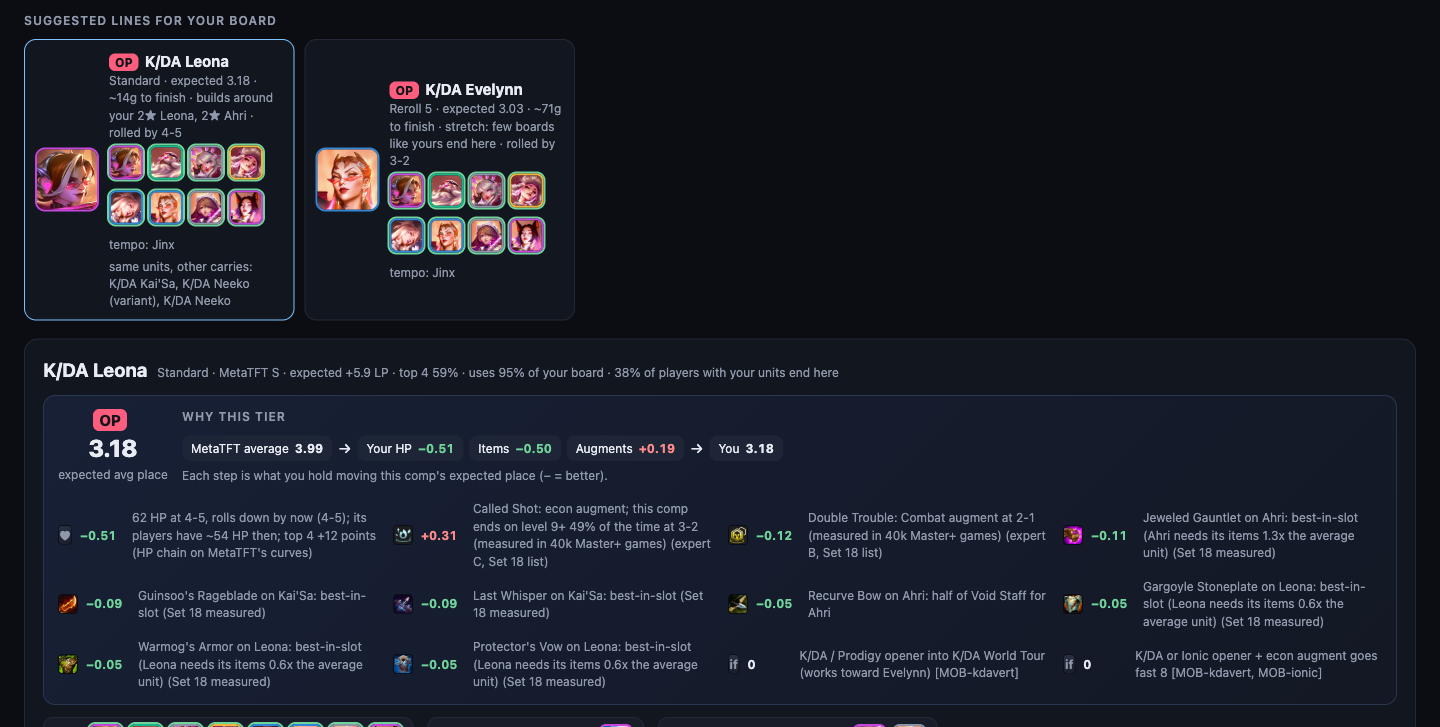 SUGGESTED LINES FOR YOUR BOARD
OP K/DA Leona
Standard · expected 3.18 ·
~14g to finish · builds around
your 2★ Leona, 2★ Ahri ·
rolled by 4-5
tempo: Jinx
same units, other carries:
K/DA Kai'Sa, K/DA Neeko
(variant), K/DA Neeko
OP K/DA Evelynn
Reroll 5 · expected 3.03 · ~71g
to finish · stretch: few boards
like yours end here · rolled by
3-2
tempo: Jinx
K/DA Leona Standard · MetaTFT S · expected +5.9 LP · top 4 59% · uses 95% of your board · 38% of players with your units end here
OP
3.18
expected avg place
WHY THIS TIER
MetaTFT average 3.99 → Your HP −0.51 Items −0.50 Augments +0.19 → You 3.18
Each step is what you hold moving this comp's expected place (− = better).
−0.51
62 HP at 4-5, rolls down by now (4-5); its
players have ~54 HP then; top 4 +12 points
(HP chain on MetaTFT's curves)
+0.31
Called Shot: econ augment; this comp
ends on level 9+ 49% of the time at 3-2
(measured in 40k Master+ games) (expert
C, Set 18 list)
−0.12
Double Trouble: Combat augment at 2-1
(measured in 40k Master+ games) (expert
B, Set 18 list)
−0.11
Jeweled Gauntlet on Ahri: best-in-slot
(Ahri needs its items 1.3x the average
unit) (Set 18 measured)
−0.09
Guinsoo's Rageblade on Kai'Sa: best-in-
slot (Set 18 measured)
−0.09
Last Whisper on Kai'Sa: best-in-slot (Set
18 measured)
−0.05
Recurve Bow on Ahri: half of Void Staff for
Ahri
−0.05
Gargoyle Stoneplate on Leona: best-in-
slot (Leona needs its items 0.6x the
average unit) (Set 18 measured)
−0.05
Warmog's Armor on Leona: best-in-slot
(Leona needs its items 0.6x the average
unit) (Set 18 measured)
−0.05
Protector's Vow on Leona: best-in-slot
(Leona needs its items 0.6x the average
unit) (Set 18 measured)
if 0
K/DA / Prodigy opener into K/DA World Tour
(works toward Evelynn) [MOB-kdavert]
if 0
K/DA or Ionic opener + econ augment goes
fast 8 [MOB-kdavert, MOB-ionic]